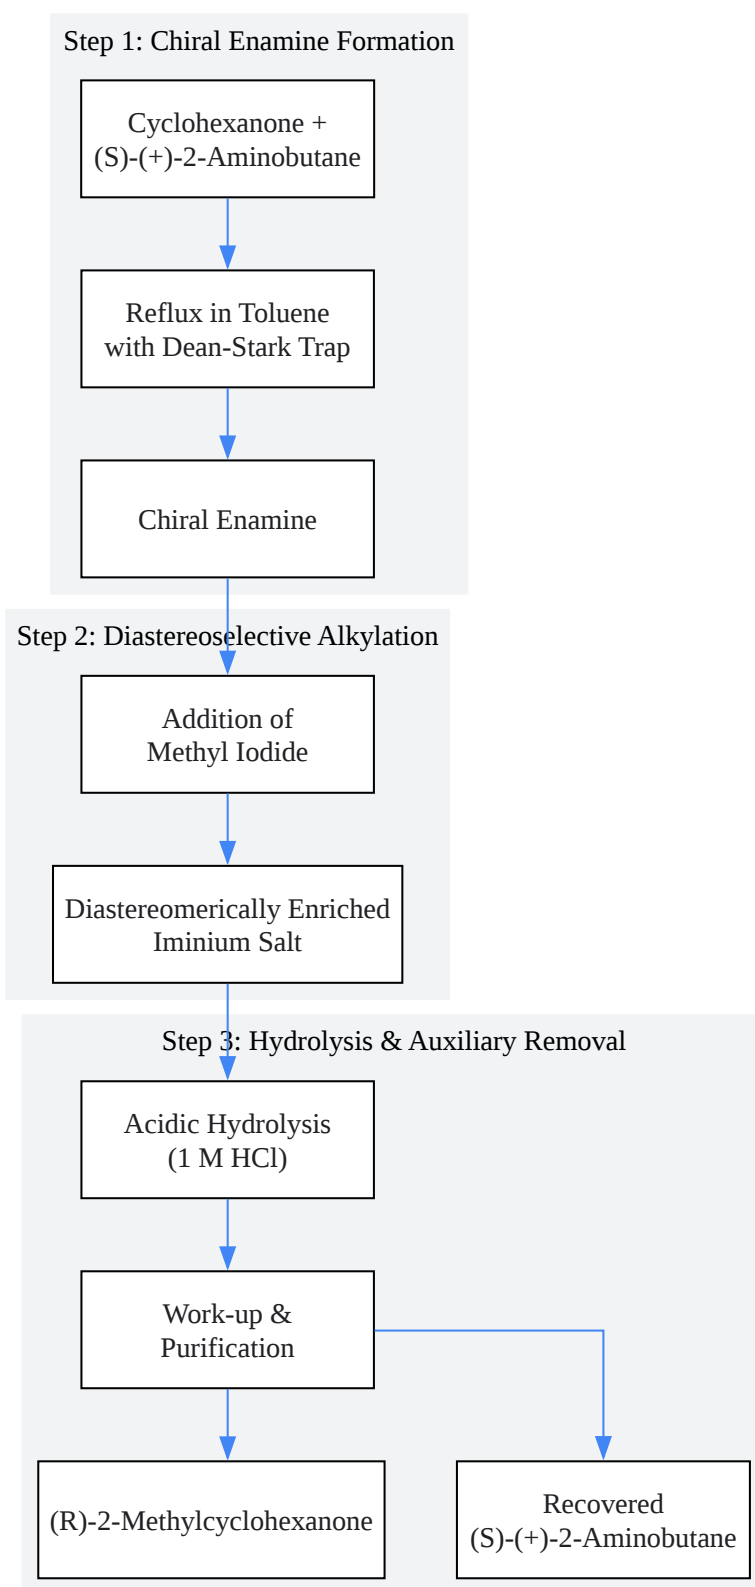 Step 1: Chiral Enamine Formation
Cyclohexanone +
(S)-(+)-2-Aminobutane
Reflux in Toluene
with Dean-Stark Trap
Chiral Enamine
Step 2: Diastereoselective Alkylation
Addition of
Methyl Iodide
Diastereomerically Enriched
Iminium Salt
Step 3: Hydrolysis & Auxiliary Removal
Acidic Hydrolysis
(1 M HCl)
Work-up &
Purification
(R)-2-Methylcyclohexanone
Recovered
(S)-(+)-2-Aminobutane